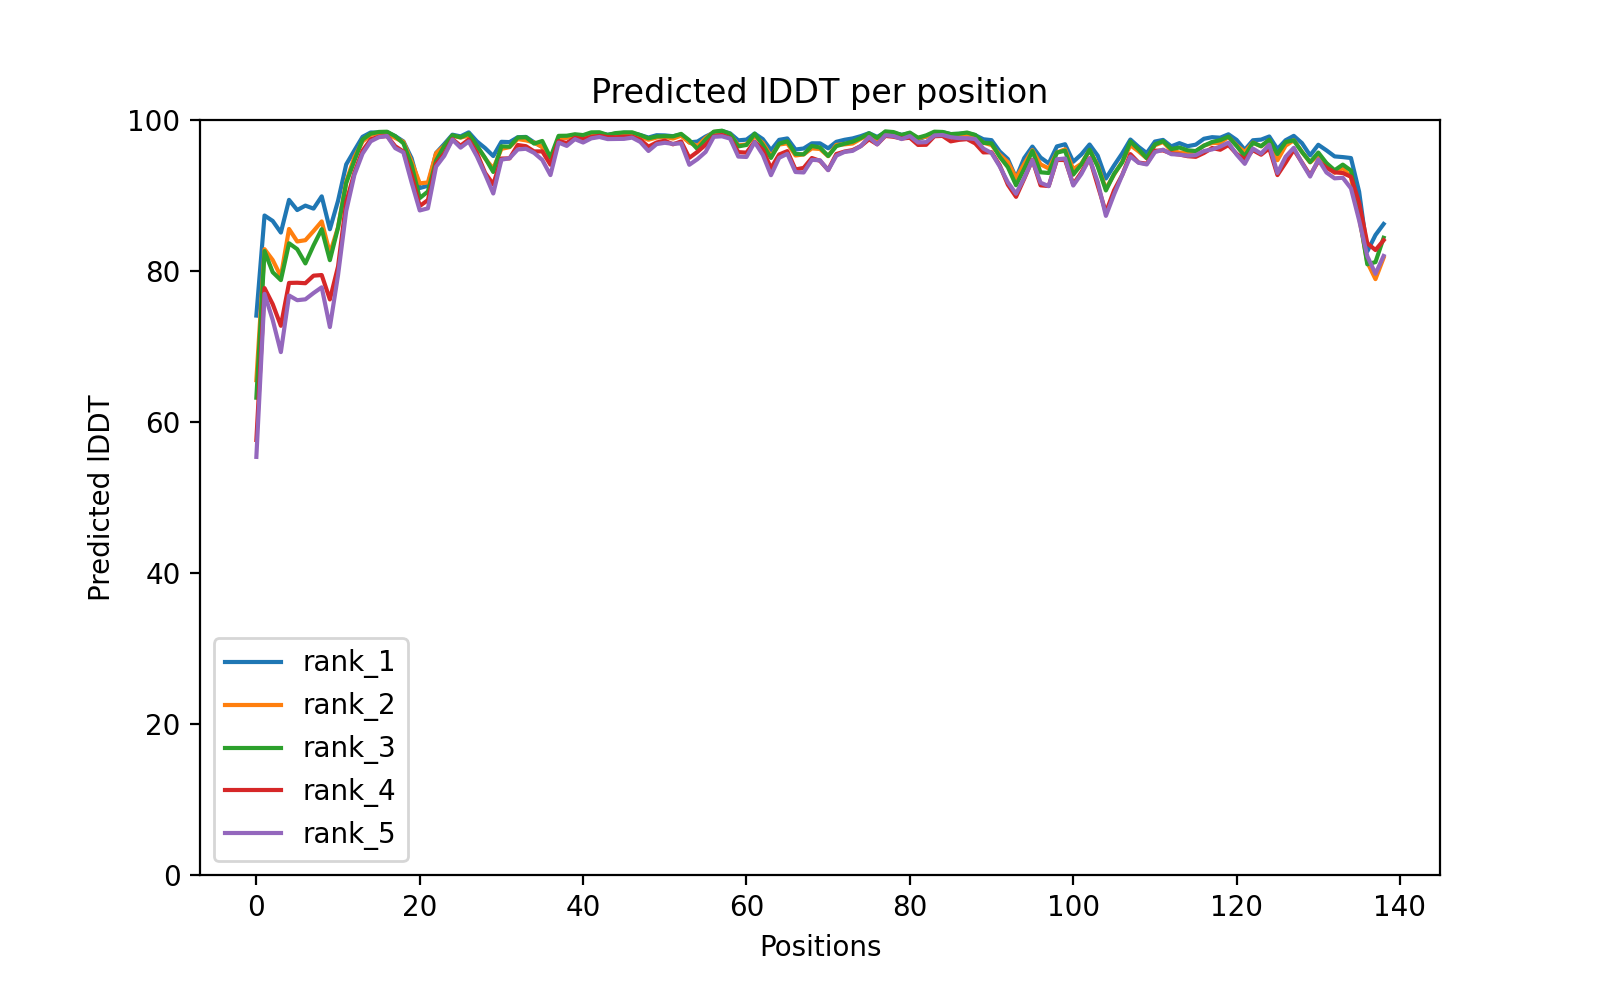 Predicted lDDT per position
100
80
60
40
20
0
Predicted lDDT
rank_1
rank_2
rank_3
rank_4
rank_5
0 20 40 60 80 100 120 140
Positions